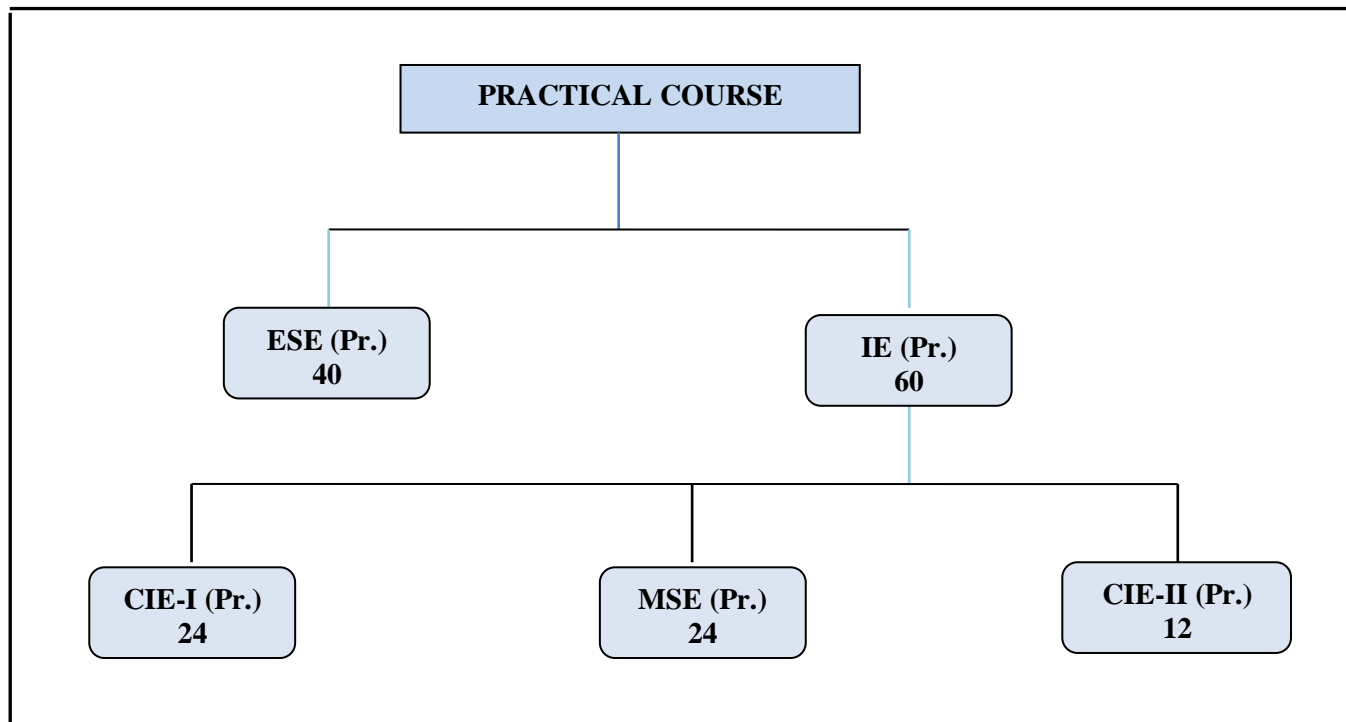 PRACTICAL COURSE
ESE (Pr.)
40
IE (Pr.)
60
CIE-I (Pr.)
24
MSE (Pr.)
24
CIE-II (Pr.)
12